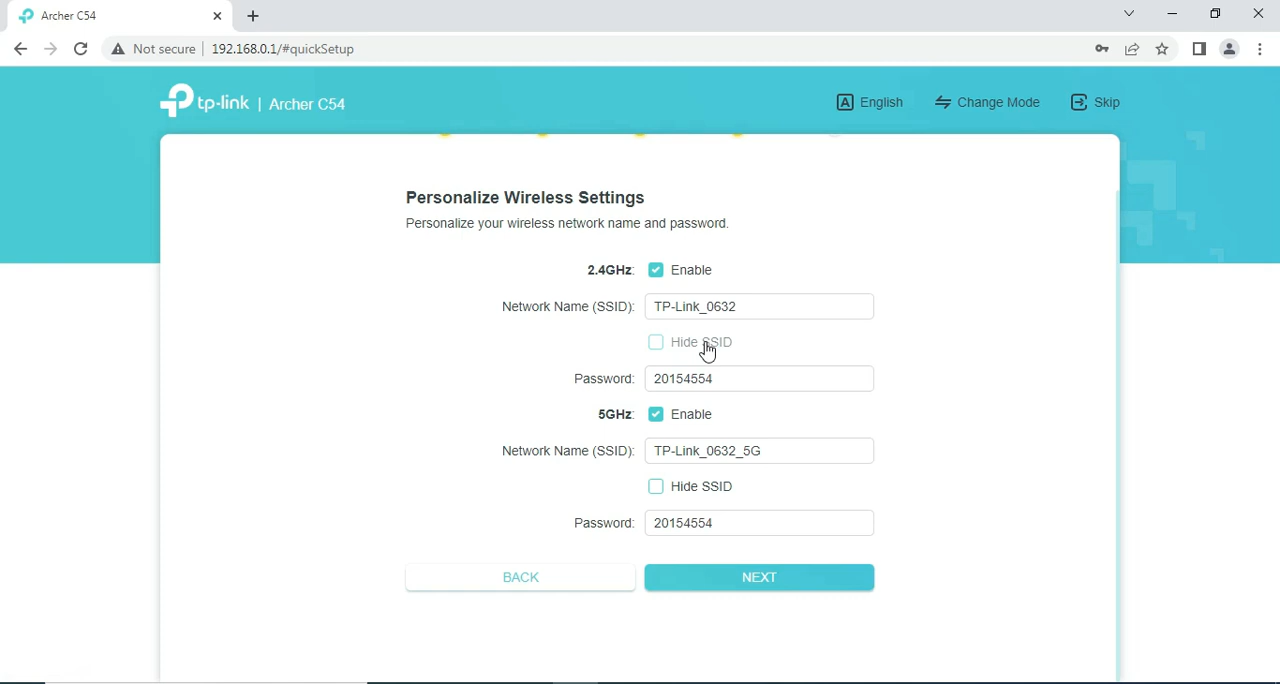 Archer C54
Not secure 192.168.0.1/#quickSetup
tp-link | Archer C54
A English Change Mode Skip
Personalize Wireless Settings
Personalize your wireless network name and password.
2.4GHz: Enable
Network Name (SSID): TP-Link_0632
Hide SSID
Password: 20154554
5GHz: Enable
Network Name (SSID): TP-Link_0632_5G
Hide SSID
Password: 20154554
BACK NEXT